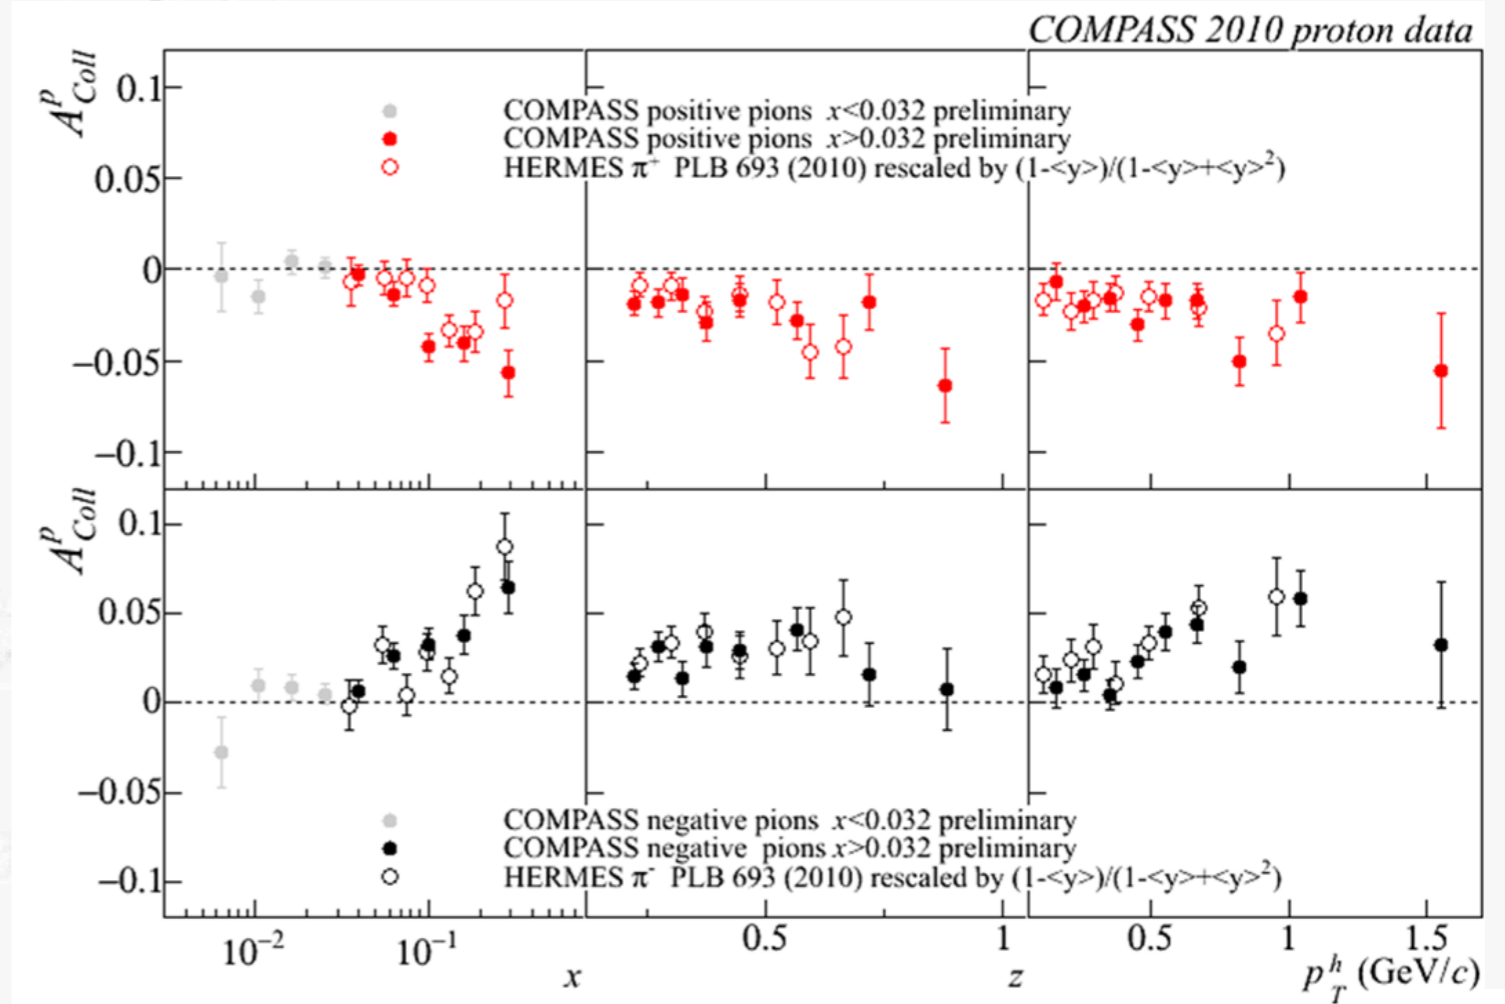 COMPASS 2010 proton data
A^p_Coll
0.1
0.05
0
−0.05
−0.1
COMPASS positive pions x<0.032 preliminary
COMPASS positive pions x>0.032 preliminary
HERMES π⁺ PLB 693 (2010) rescaled by (1-<y>)/(1-<y>+<y>²)
A^p_Coll
0.1
0.05
0
−0.05
−0.1
COMPASS negative pions x<0.032 preliminary
COMPASS negative pions x>0.032 preliminary
HERMES π⁻ PLB 693 (2010) rescaled by (1-<y>)/(1-<y>+<y>²)
10⁻² 10⁻¹ 0.5 1 0.5 1 1.5
x z p_T^h (GeV/c)